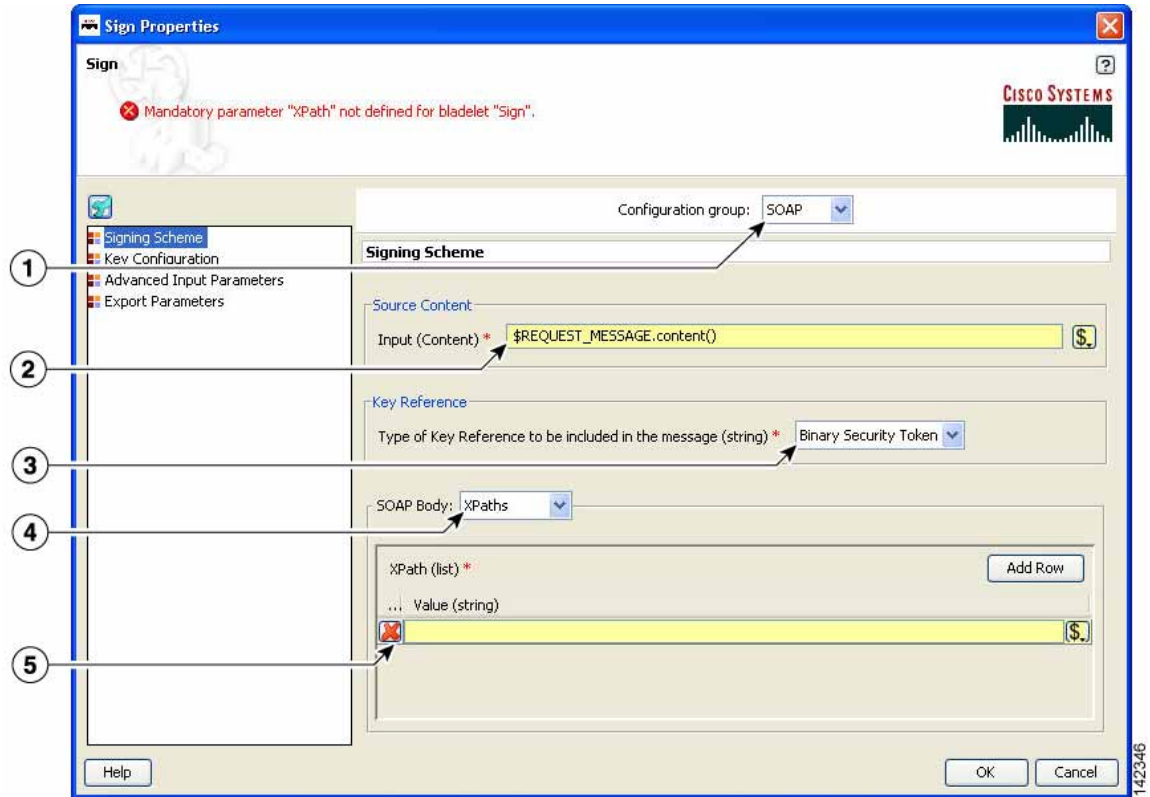 Sign Properties
Sign
?
Mandatory parameter "XPath" not defined for bladelet "Sign".
CISCO SYSTEMS
Configuration group: SOAP
Signing Scheme
Key Configuration
Advanced Input Parameters
Export Parameters
1
Signing Scheme
Source Content
Input (Content) * $REQUEST_MESSAGE.content() $
2
Key Reference
Type of Key Reference to be included in the message (string) * Binary Security Token
3
SOAP Body: XPaths
4
XPath (list) * Add Row
... Value (string)
$
5
Help OK Cancel
142346